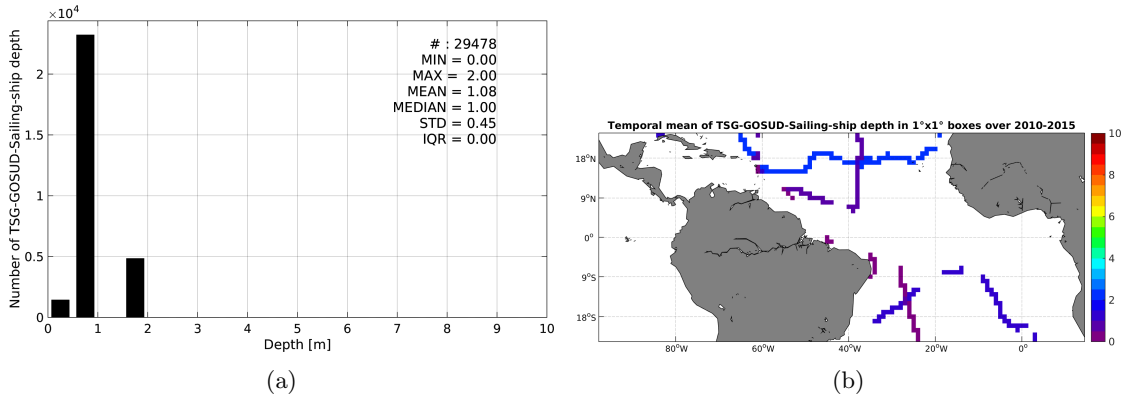 ×10⁴
# : 29478
MIN = 0.00
MAX = 2.00
MEAN = 1.08
MEDIAN = 1.00
STD = 0.45
IQR = 0.00
Number of TSG-GOSUD-Sailing-ship depth
2
1.5
1
0.5
0
0 1 2 3 4 5 6 7 8 9 10
Depth [m]
(a)
Temporal mean of TSG-GOSUD-Sailing-ship depth in 1°x1° boxes over 2010-2015
18°N
9°N
0°
9°S
18°S
80°W 60°W 40°W 20°W 0°
10
8
6
4
2
0
(b)